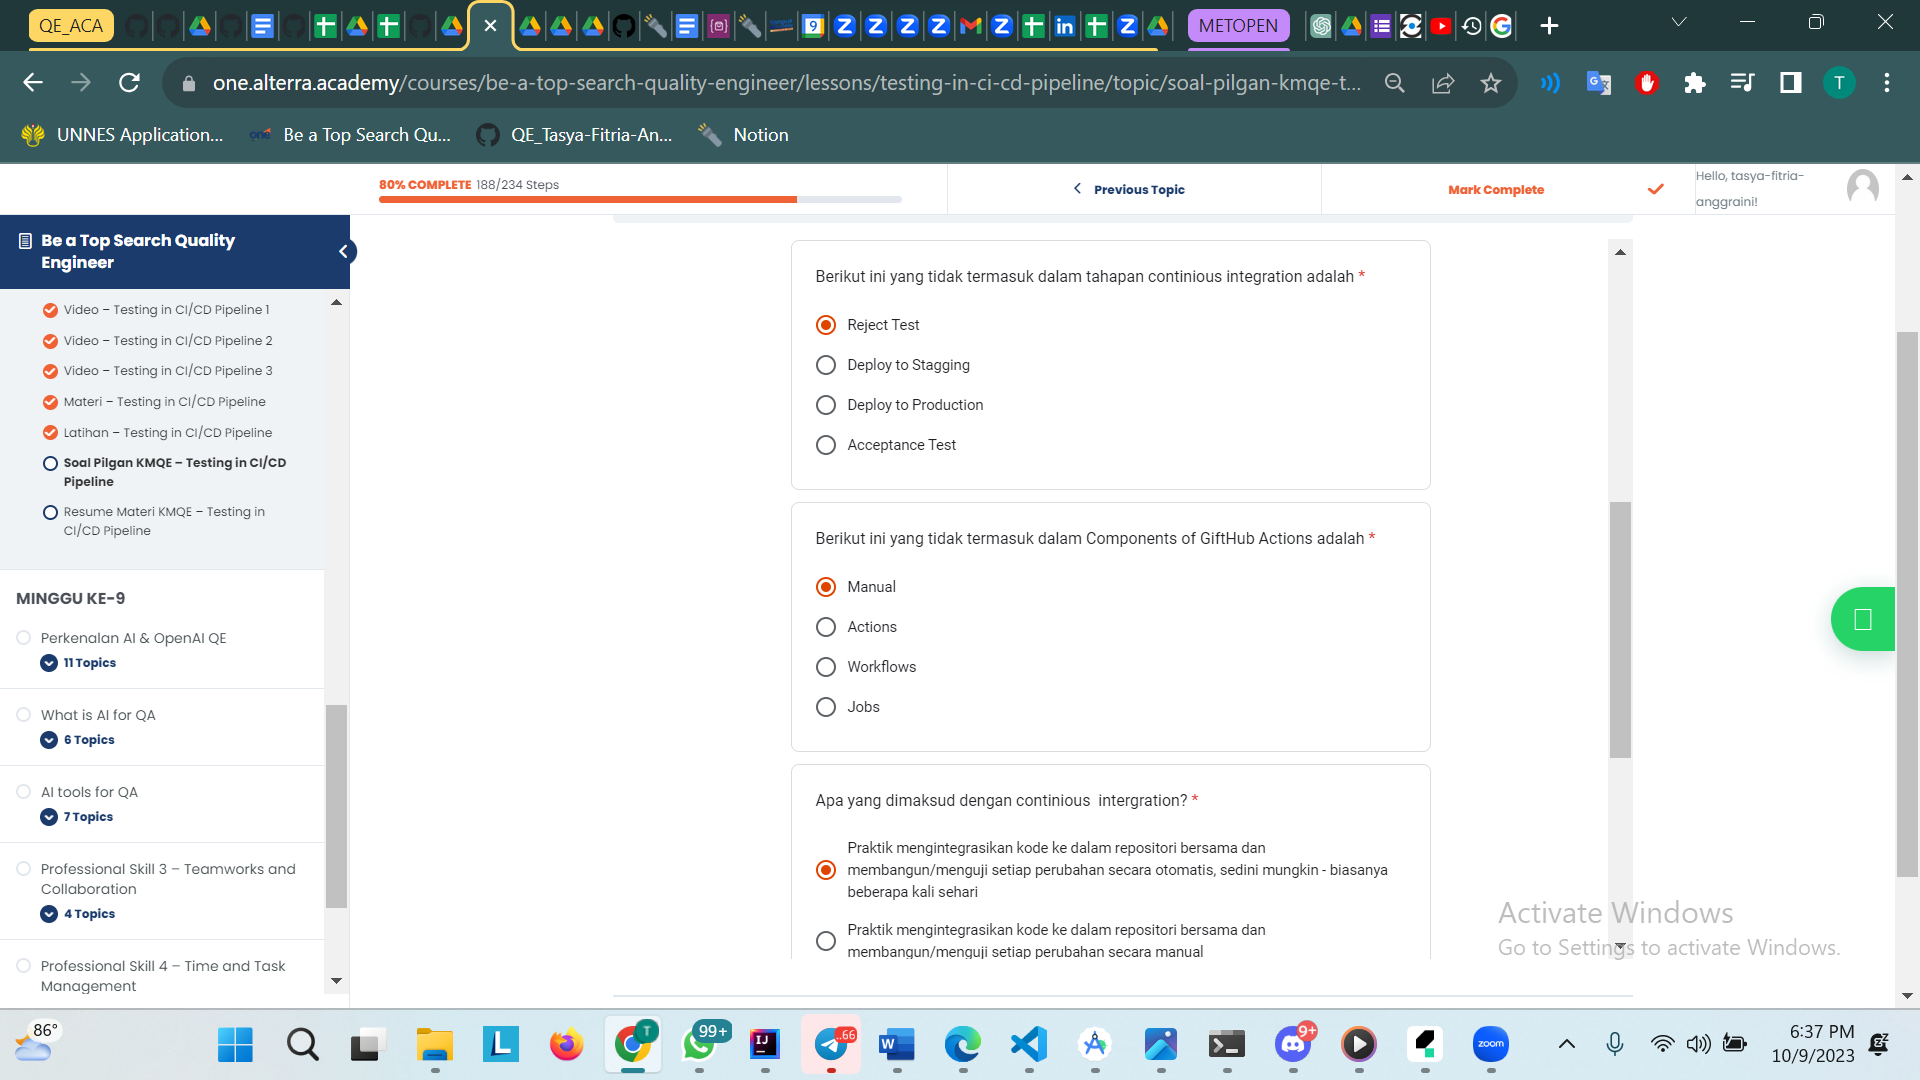 QE_ACA
METOPEN
one.alterra.academy/courses/be-a-top-search-quality-engineer/lessons/testing-in-ci-cd-pipeline/topic/soal-pilgan-kmqe-t...
UNNES Application...
Be a Top Search Qu...
QE_Tasya-Fitria-An...
Notion
80% COMPLETE 188/234 Steps
Previous Topic
Mark Complete
Hello, tasya-fitria-
anggraini!
Be a Top Search Quality
Engineer
Video – Testing in CI/CD Pipeline 1
Video – Testing in CI/CD Pipeline 2
Video – Testing in CI/CD Pipeline 3
Materi – Testing in CI/CD Pipeline
Latihan – Testing in CI/CD Pipeline
Soal Pilgan KMQE – Testing in CI/CD
Pipeline
Resume Materi KMQE – Testing in
CI/CD Pipeline
MINGGU KE-9
Perkenalan AI & OpenAI QE
11 Topics
What is AI for QA
6 Topics
AI tools for QA
7 Topics
Professional Skill 3 – Teamworks and
Collaboration
4 Topics
Professional Skill 4 – Time and Task
Management
Berikut ini yang tidak termasuk dalam tahapan continious integration adalah *
Reject Test
Deploy to Stagging
Deploy to Production
Acceptance Test
Berikut ini yang tidak termasuk dalam Components of GiftHub Actions adalah *
Manual
Actions
Workflows
Jobs
Apa yang dimaksud dengan continious  intergration? *
Praktik mengintegrasikan kode ke dalam repositori bersama dan
membangun/menguji setiap perubahan secara otomatis, sedini mungkin - biasanya
beberapa kali sehari
Praktik mengintegrasikan kode ke dalam repositori bersama dan
membangun/menguji setiap perubahan secara manual
Activate Windows
Go to Settings to activate Windows.
86°
T
99+
66
9+
zoom
6:37 PM
10/9/2023